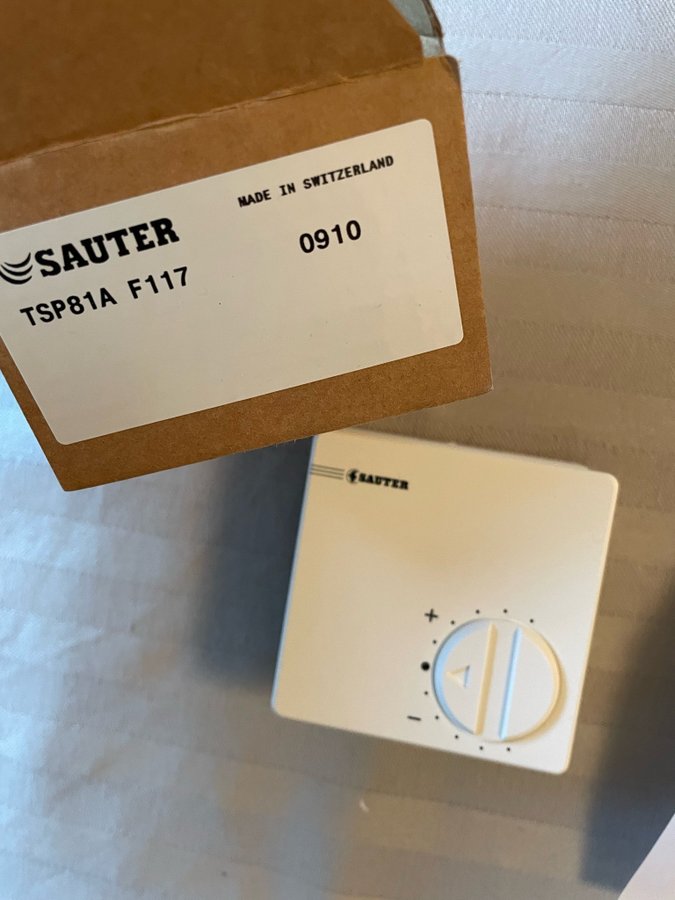 MADE IN SWITZERLAND
SAUTER
0910
TSP81A F117
SAUTER
+
−